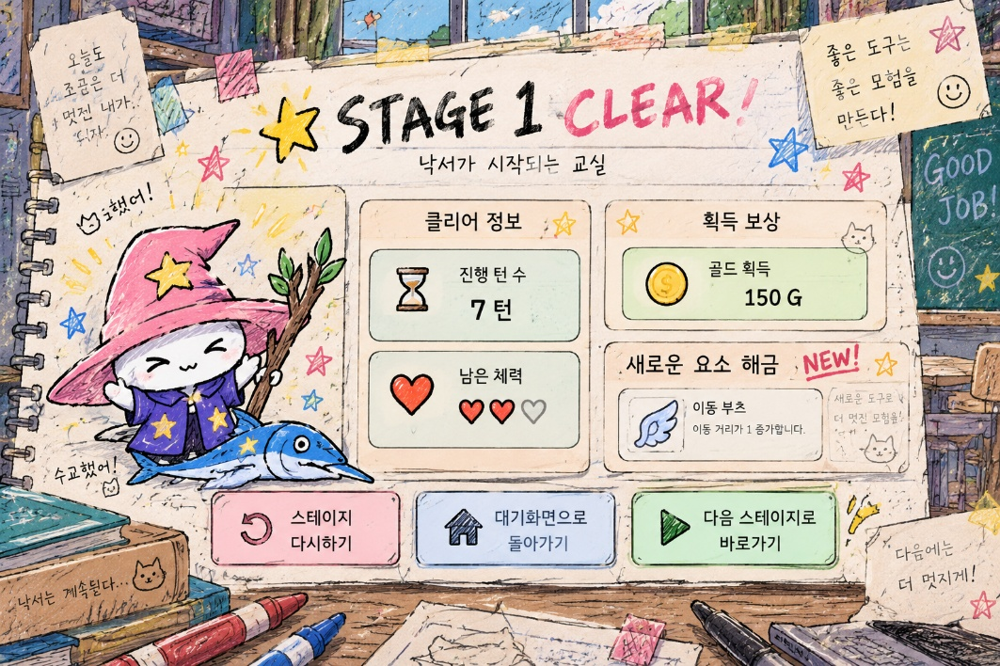 오늘도
조금은 더
멋진 내가
되자
좋은 도구는
좋은 모험을
만든다!
STAGE 1 CLEAR!
낙서가 시작되는 교실
GOOD
JOB!
했어!
클리어 정보
진행 턴 수
7 턴
남은 체력
획득 보상
골드 획득
150 G
새로운 요소 해금 NEW!
이동 부츠
이동 거리가 1 증가합니다.
새로운 도구로
더 멋진 모험을!
수고했어!
스테이지
다시하기
대기화면으로
돌아가기
다음 스테이지로
바로가기
낙서는 계속된다...
다음에는
더 멋지게!